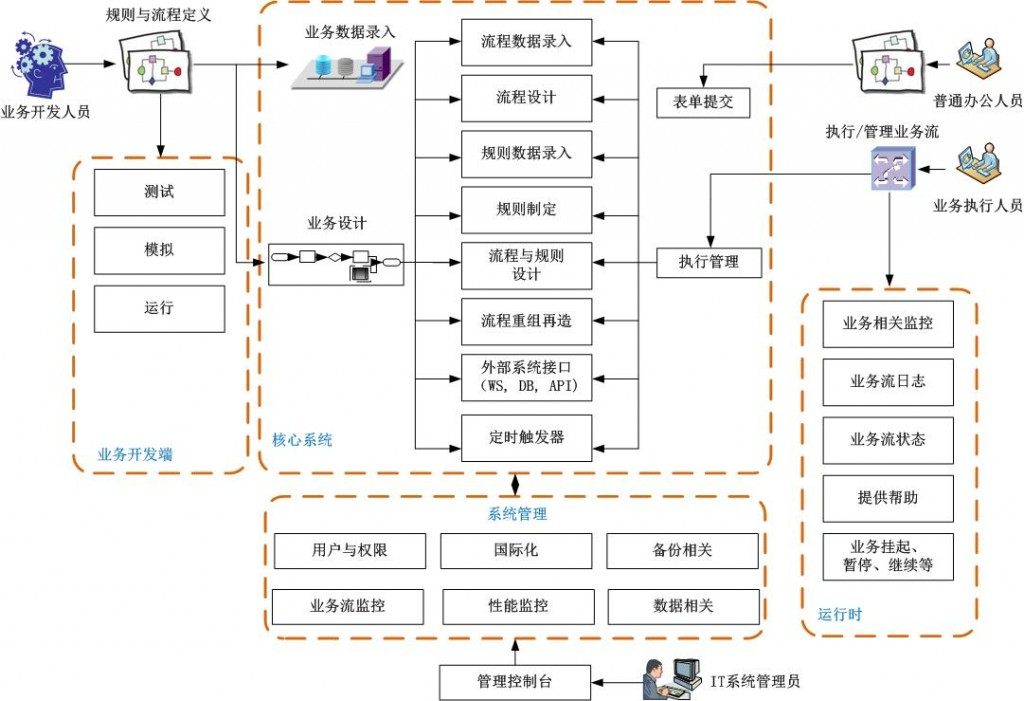 规则与流程定义
业务开发人员
测试
模拟
运行
业务开发端
业务数据录入
业务设计
流程数据录入
流程设计
规则数据录入
规则制定
流程与规则
设计
流程重组再造
外部系统接口
(WS, DB, API)
定时触发器
核心系统
表单提交
执行管理
普通办公人员
执行/管理业务流
业务执行人员
业务相关监控
业务流日志
业务流状态
提供帮助
业务挂起、
暂停、继续等
运行时
系统管理
用户与权限
国际化
备份相关
业务流监控
性能监控
数据相关
管理控制台
IT系统管理员